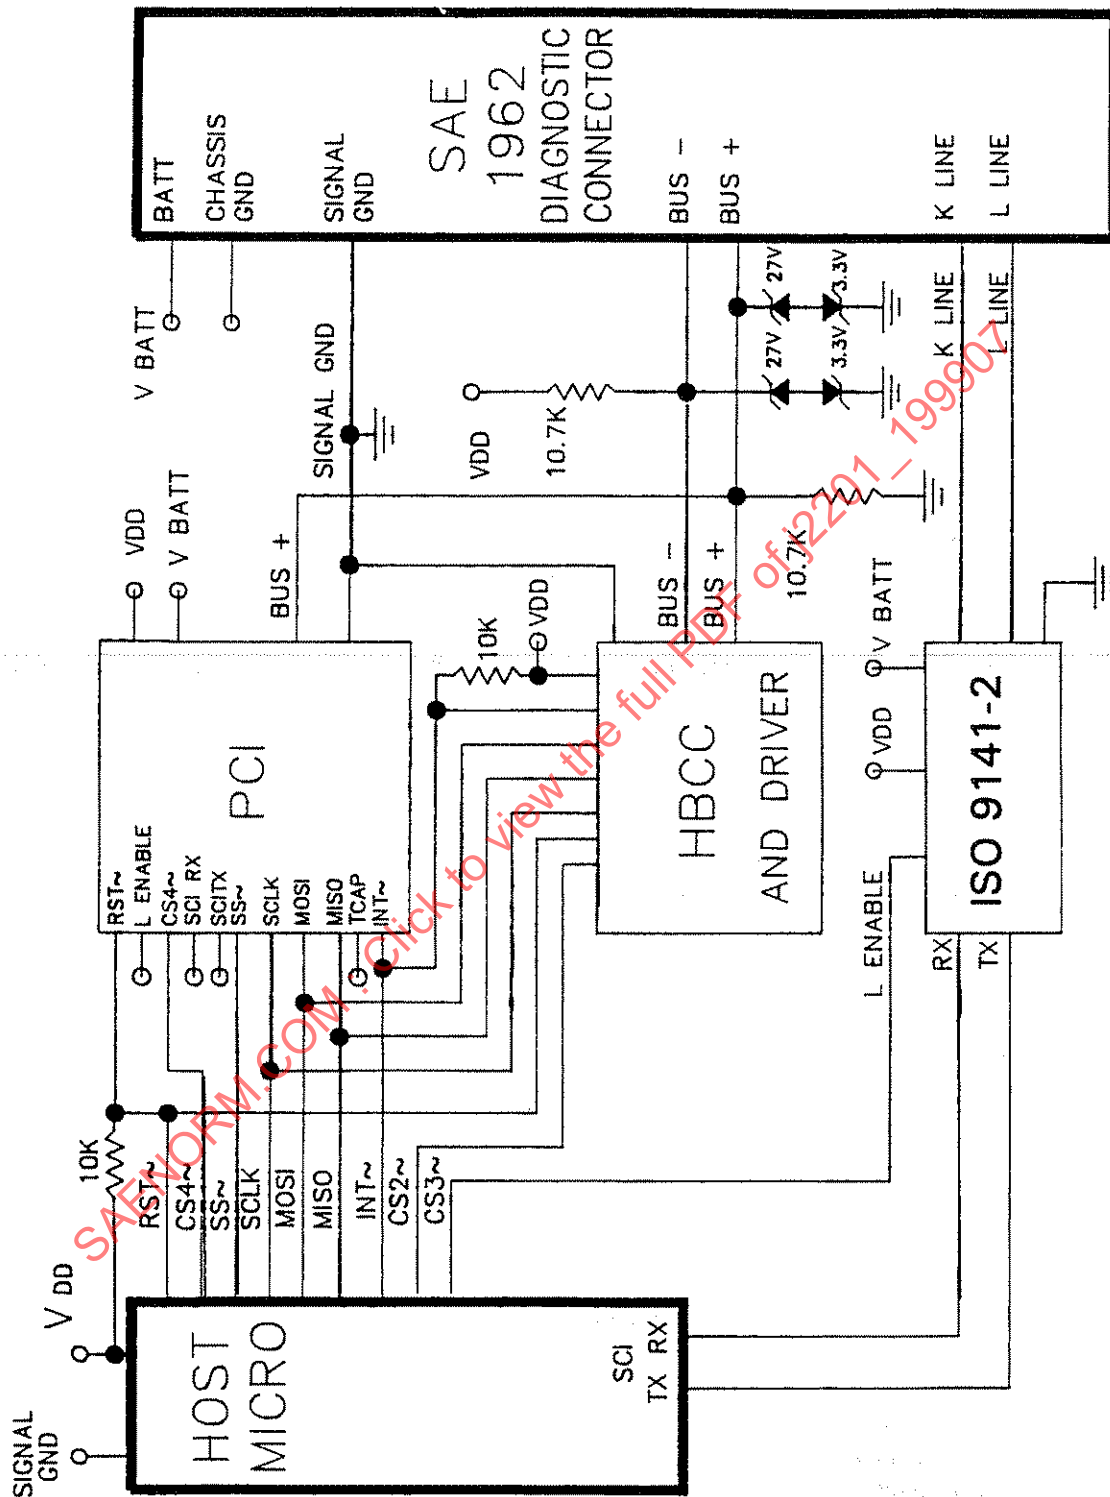 SIGNAL
GND
V DD
HOST
MICRO
SCI
TX RX
10K
RST~
CS4~
SS~
SCLK
MOSI
MISO
INT~
CS2~
CS3~
RST~
L ENABLE
CS4~
SCI RX
SCITX
SS~
SCLK
MOSI
MISO
TCAP
INT~
PCI
VDD
V BATT
BUS +
SIGNAL GND
10K
VDD
HBCC
AND DRIVER
BUS -
BUS +
VDD
10.7K
10.7K
27V
3.3V
27V
3.3V
L ENABLE
RX
TX
ISO 9141-2
VDD
V BATT
K LINE
L LINE
V BATT
BATT
CHASSIS
GND
SIGNAL
GND
SAE
1962
DIAGNOSTIC
CONNECTOR
BUS -
BUS +
K LINE
L LINE
SAENORM.COM : Click to view the full PDF of j2201_199907